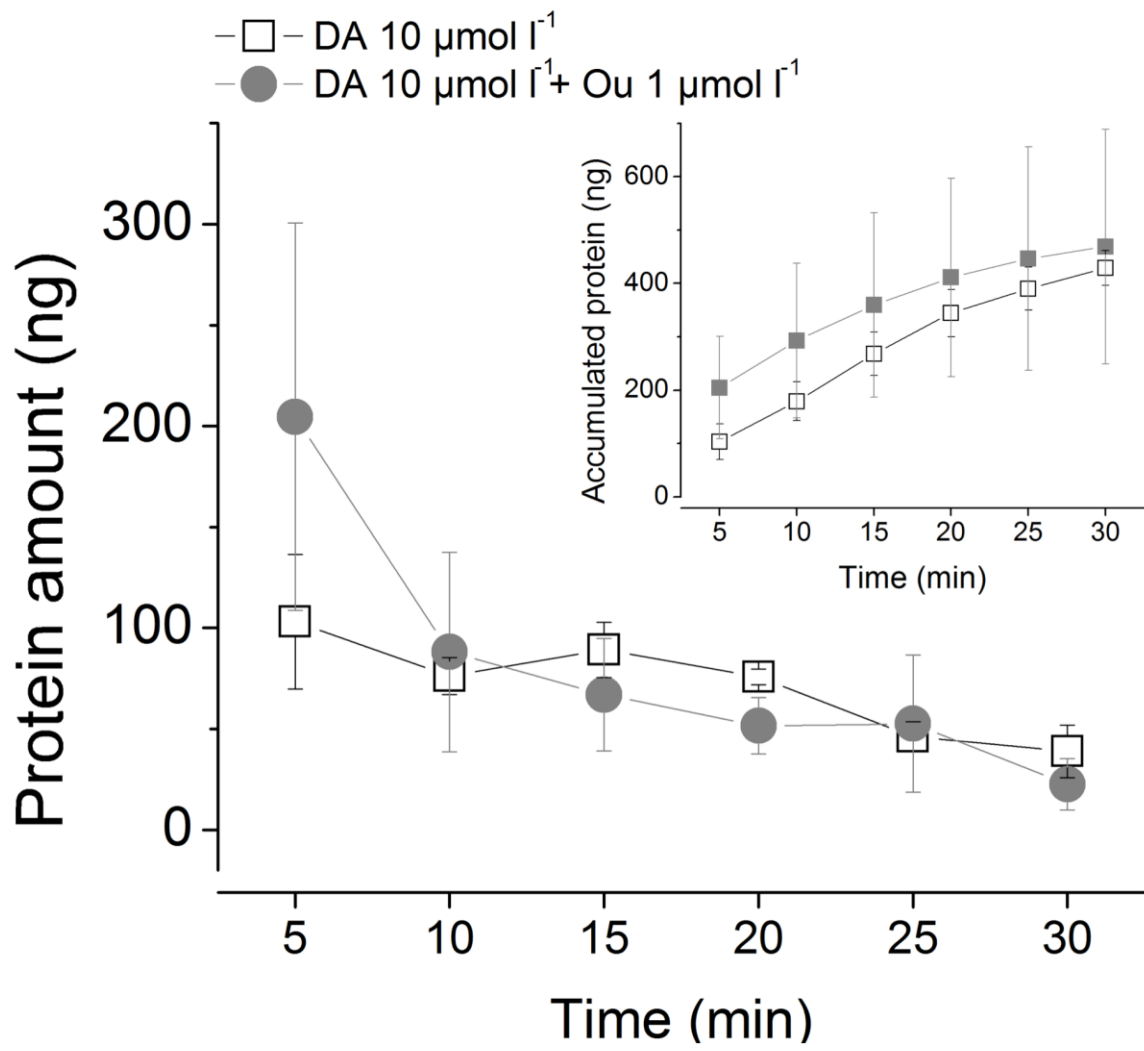 DA 10 µmol l⁻¹
DA 10 µmol l⁻¹+ Ou 1 µmol l⁻¹
Protein amount (ng)
300
200
100
0
5 10 15 20 25 30
Time (min)
Accumulated protein (ng)
600
400
200
0
5 10 15 20 25 30
Time (min)